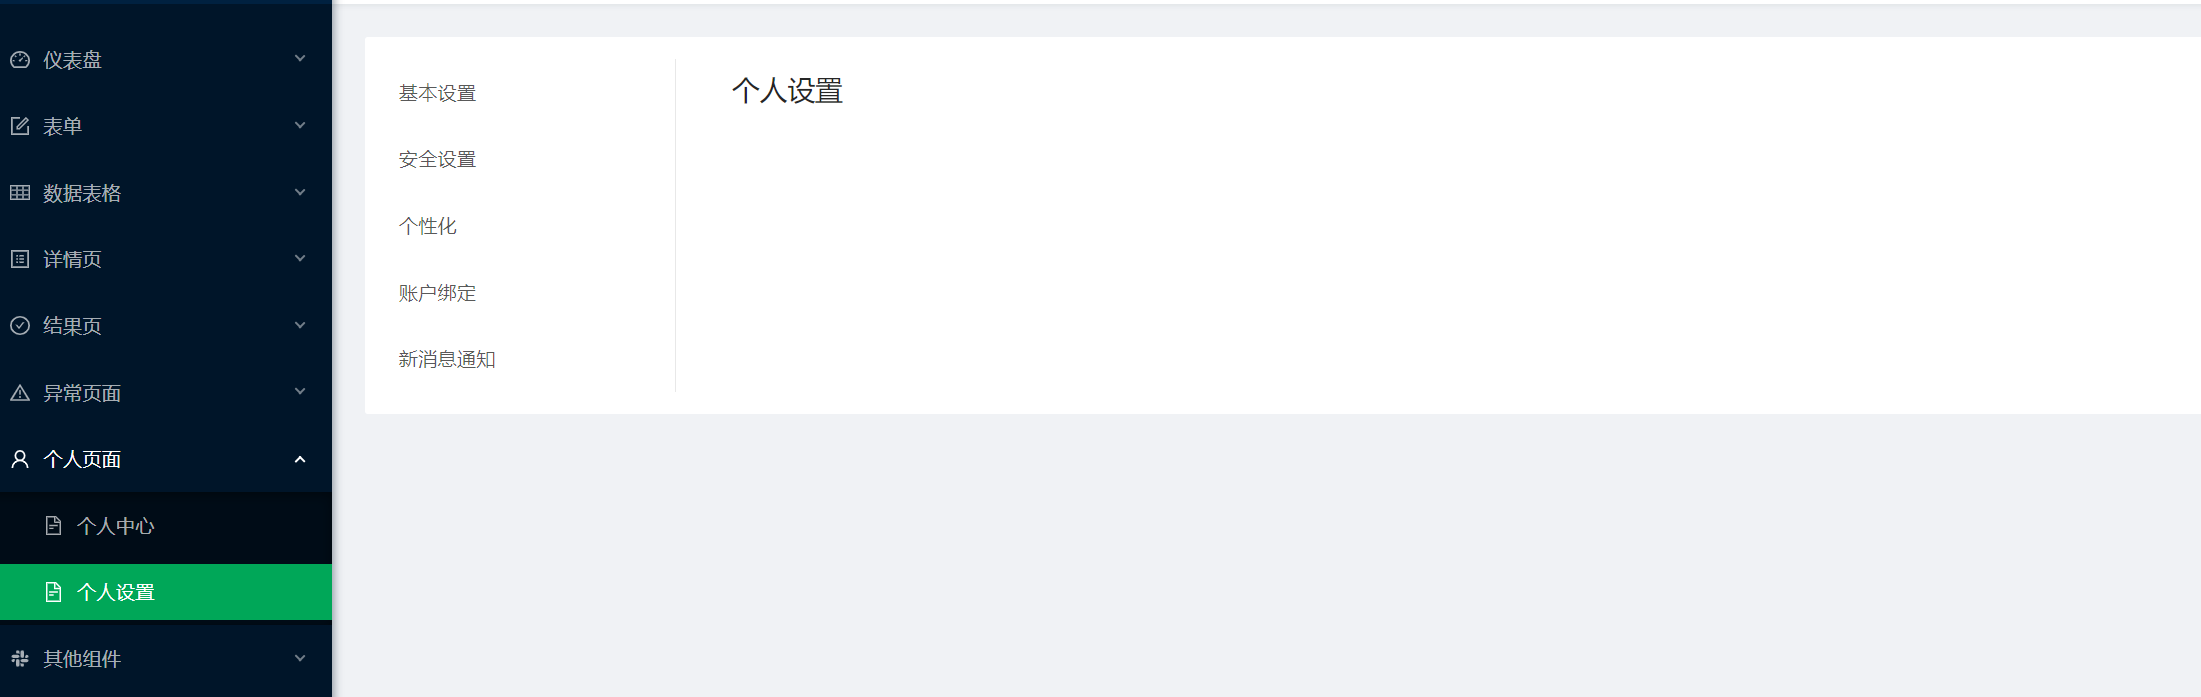 仪表盘
表单
数据表格
详情页
结果页
异常页面
个人页面
个人中心
个人设置
其他组件
基本设置
安全设置
个性化
账户绑定
新消息通知
个人设置